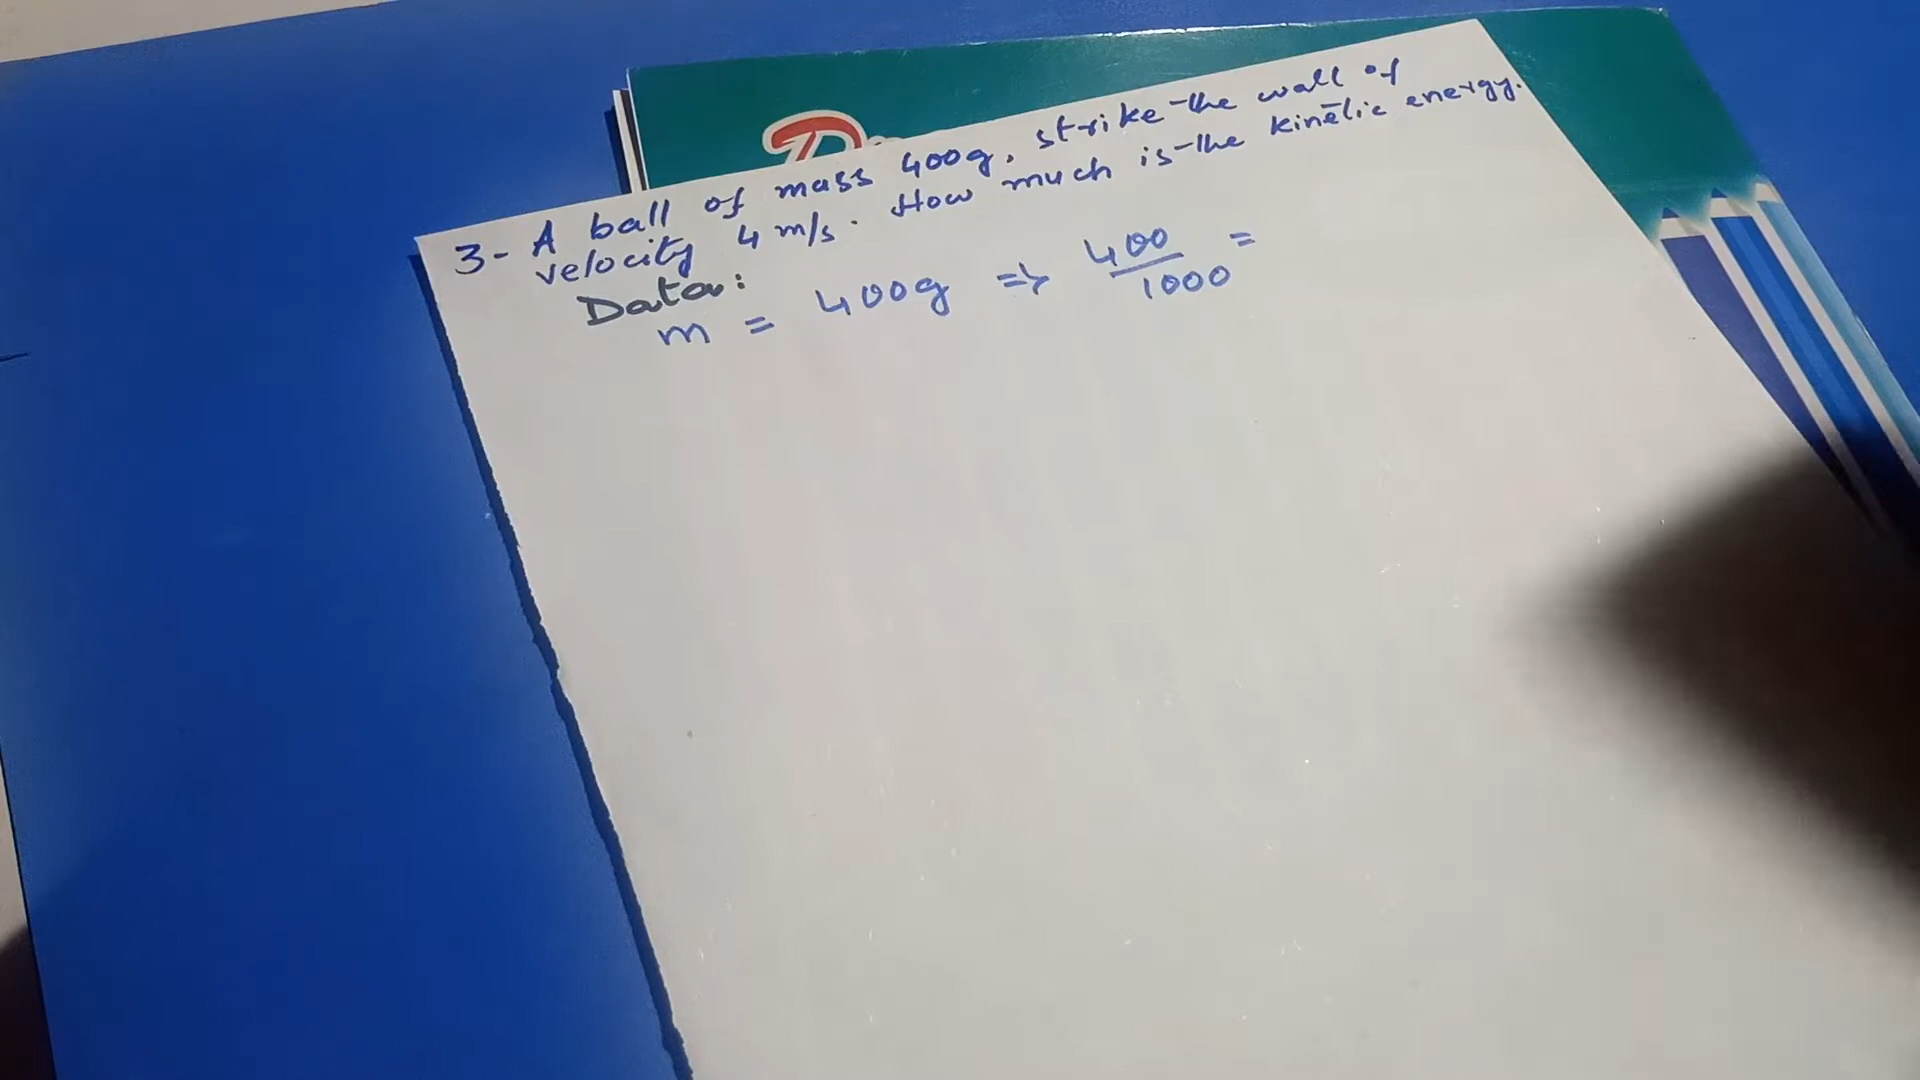 3- A ball of mass 400g, strike the wall of
velocity 4 m/s. How much is the kinetic energy.
Data:
m = 400g => 400/1000 =